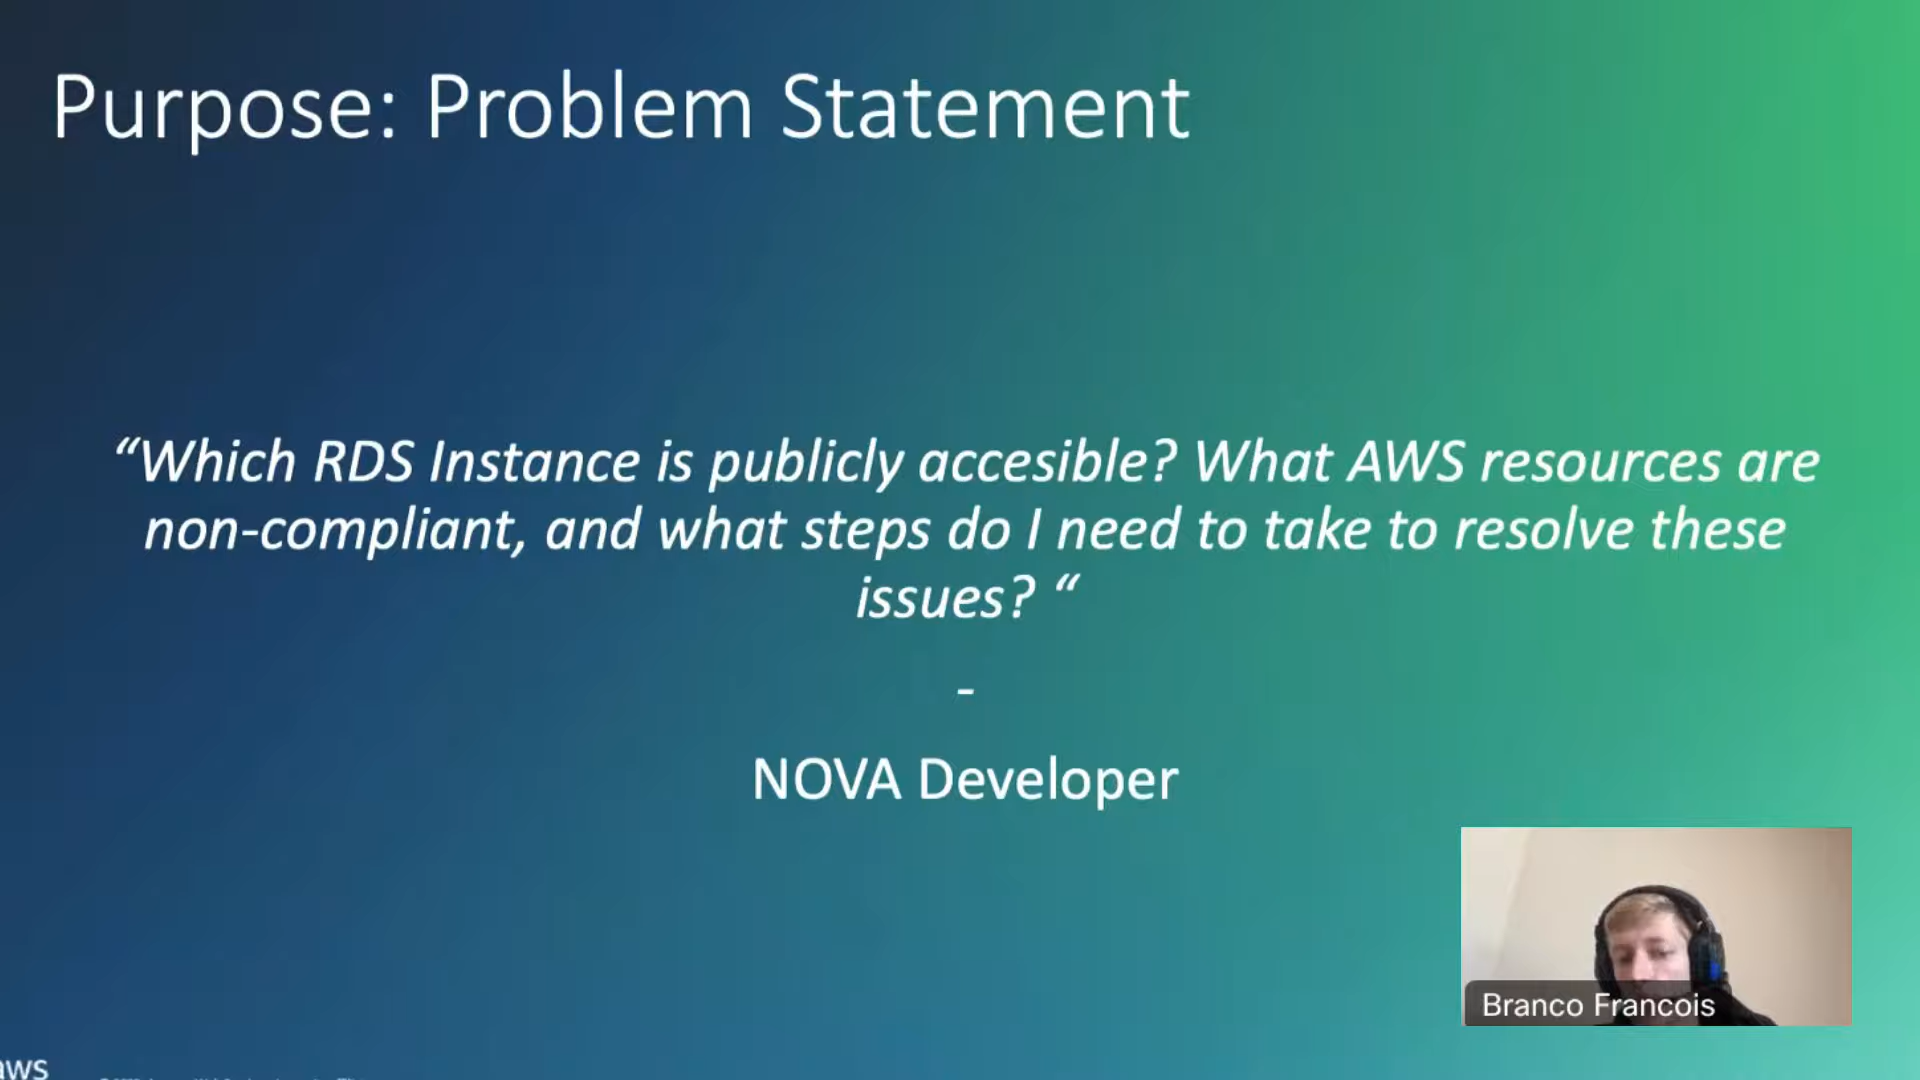 Purpose: Problem Statement
“Which RDS Instance is publicly accesible? What AWS resources are
non-compliant, and what steps do I need to take to resolve these
issues? “
-
NOVA Developer
Branco Francois
aws